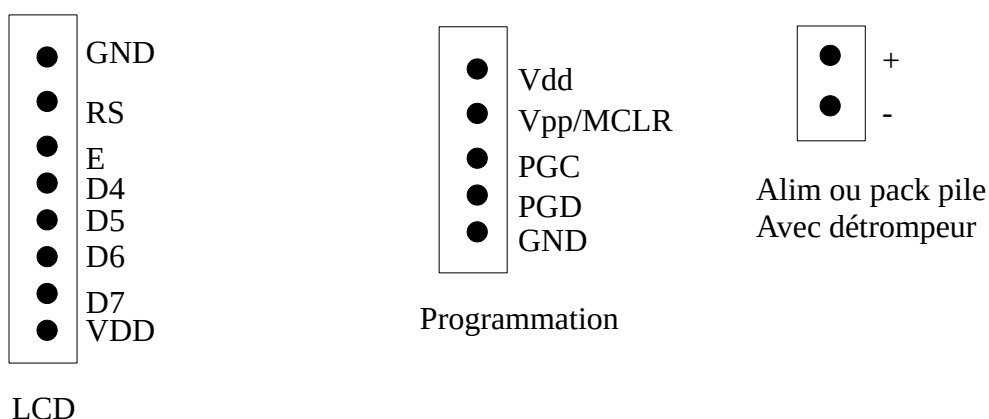 GND
RS
E
D4
D5
D6
D7
VDD
LCD
Vdd
Vpp/MCLR
PGC
PGD
GND
Programmation
+
-
Alim ou pack pile
Avec détrompeur